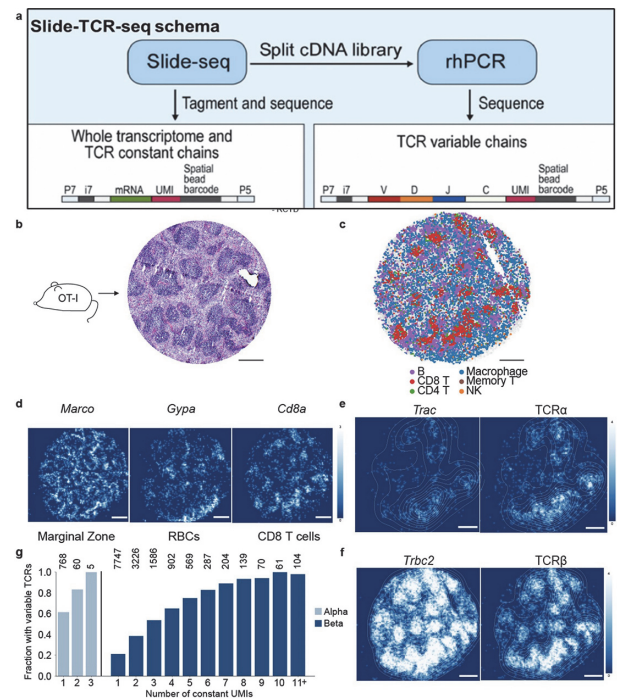 a
Slide-TCR-seq schema
Slide-seq
Split cDNA library
rhPCR
Tagment and sequence
Sequence
Whole transcriptome and
TCR constant chains
TCR variable chains
Spatial
bead
barcode
P7 i7 mRNA UMI P5
Spatial
bead
barcode
P7 i7 V D J C UMI P5
b
OT-I
c
B
CD8 T
CD4 T
Macrophage
Memory T
NK
d
Marco Gypa Cd8a
Marginal Zone RBCs CD8 T cells
e
Trac TCRα
f
Trbc2 TCRβ
g
768 60 5 7747 3226 1586 902 569 287 204 139 70 61 104
Fraction with variable TCRs
1.0
0.8
0.6
0.4
0.2
0.0
1 2 3 1 2 3 4 5 6 7 8 9 10 11+
Number of constant UMIs
Alpha
Beta